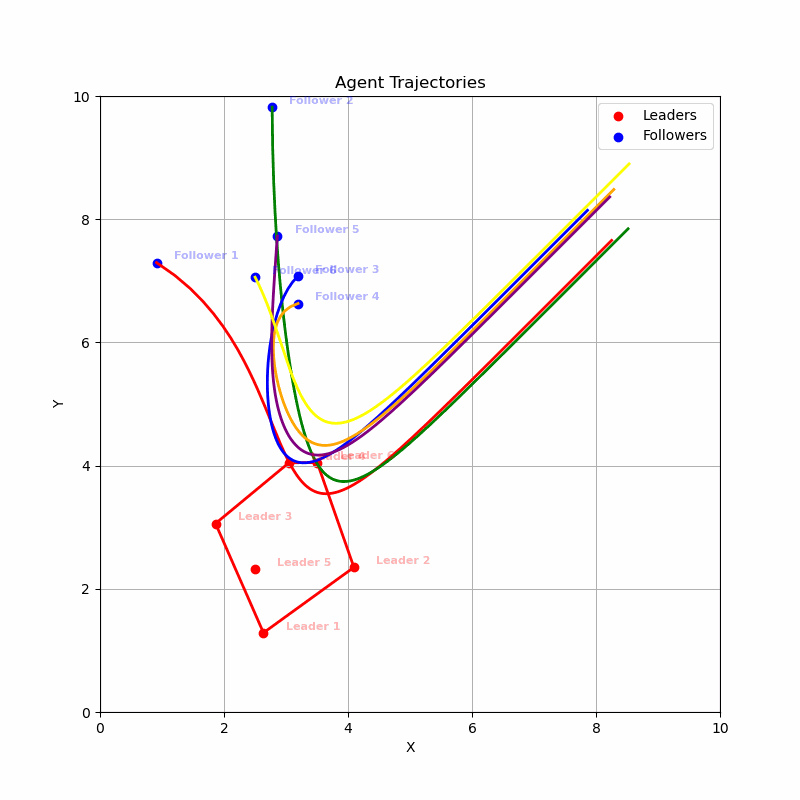 Agent Trajectories
Leaders
Followers
Follower 2
Follower 5
Follower 1
Follower 3
Follower 4
Leader 3
Leader 5
Leader 2
Leader 1
10
8
6
4
2
0
Y
0 2 4 6 8 10
X